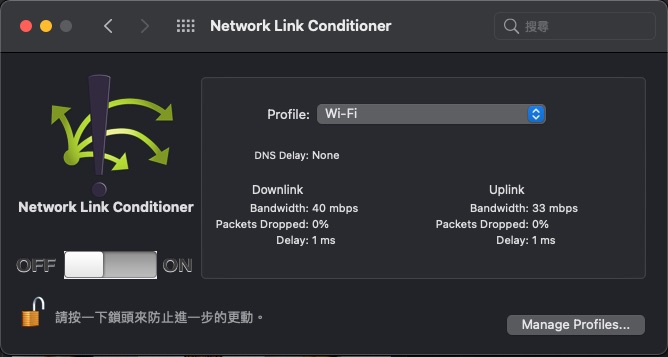 Network Link Conditioner
搜尋
Profile: Wi-Fi
DNS Delay: None
Downlink
Bandwidth: 40 mbps
Packets Dropped: 0%
Delay: 1 ms
Uplink
Bandwidth: 33 mbps
Packets Dropped: 0%
Delay: 1 ms
Network Link Conditioner
OFF ON
請按一下鎖頭來防止進一步的更動。
Manage Profiles...